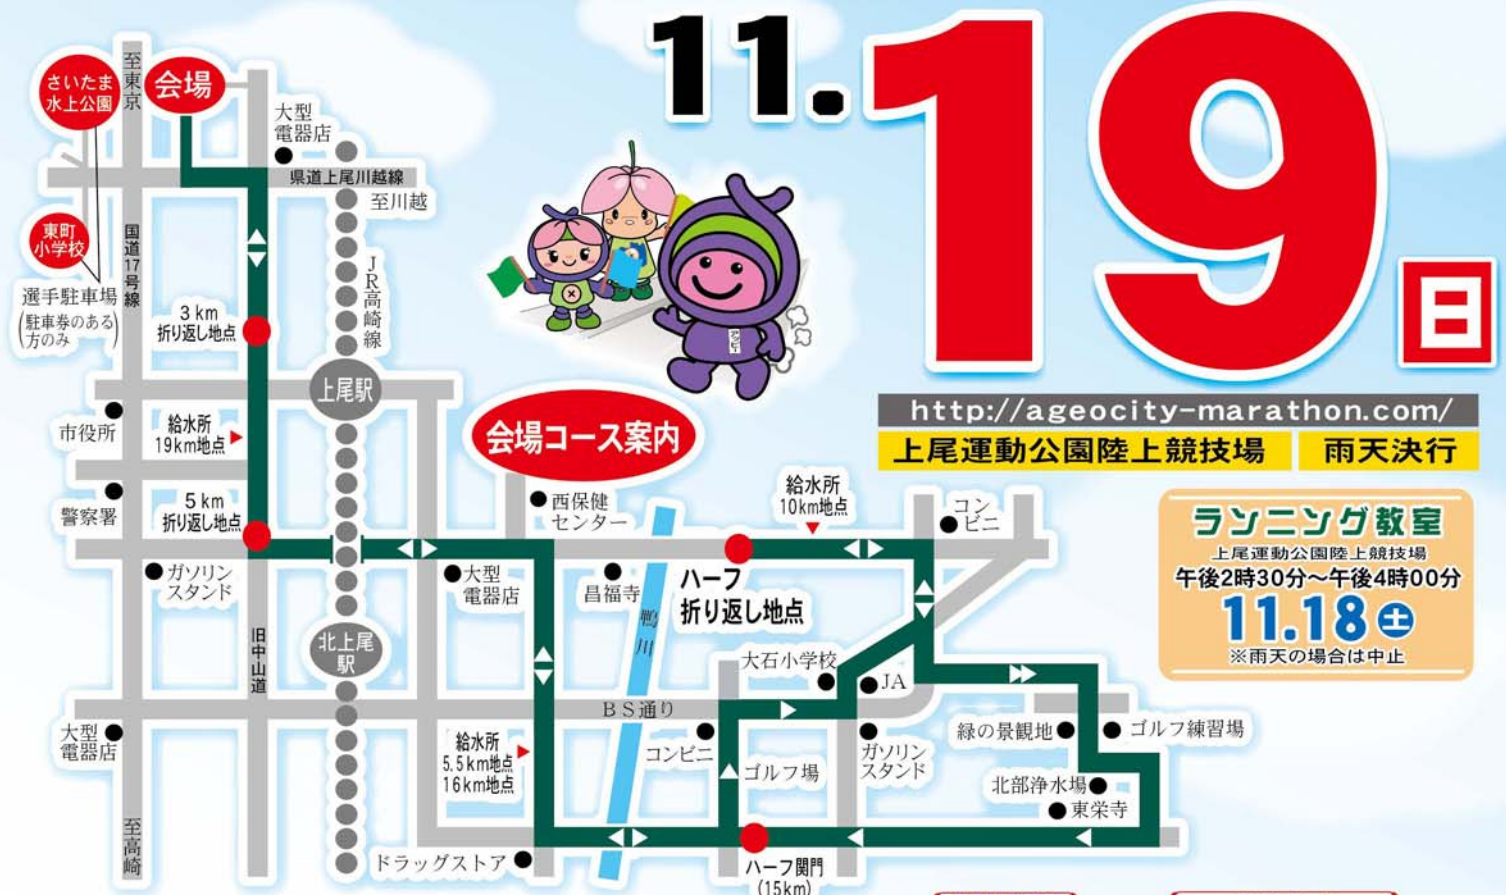 11.19
日
http://ageocity-marathon.com/
上尾運動公園陸上競技場
雨天決行
ランニング教室
上尾運動公園陸上競技場
午後2時30分～午後4時00分
11.18土
※雨天の場合は中止
会場コース案内
さいたま
水上公園
至東京
会場
大型
電器店
県道上尾川越線
至川越
東町
小学校
国道17号線
JR高崎線
選手駐車場
(駐車券のある
方のみ)
3km
折り返し地点
上尾駅
市役所
給水所
19km地点
警察署
5km
折り返し地点
ガソリン
スタンド
旧中山道
北上尾
駅
大型
電器店
至高崎
西保健
センター
大型
電器店
昌福寺
鴨川
ハーフ
折り返し地点
給水所
10km地点
コン
ビニ
大石小学校
JA
BS通り
給水所
5.5km地点
16km地点
コンビニ
ゴルフ場
ガソリン
スタンド
緑の景観地
ゴルフ練習場
北部浄水場
東栄寺
ドラッグストア
ハーフ関門
(15km)
アッピー